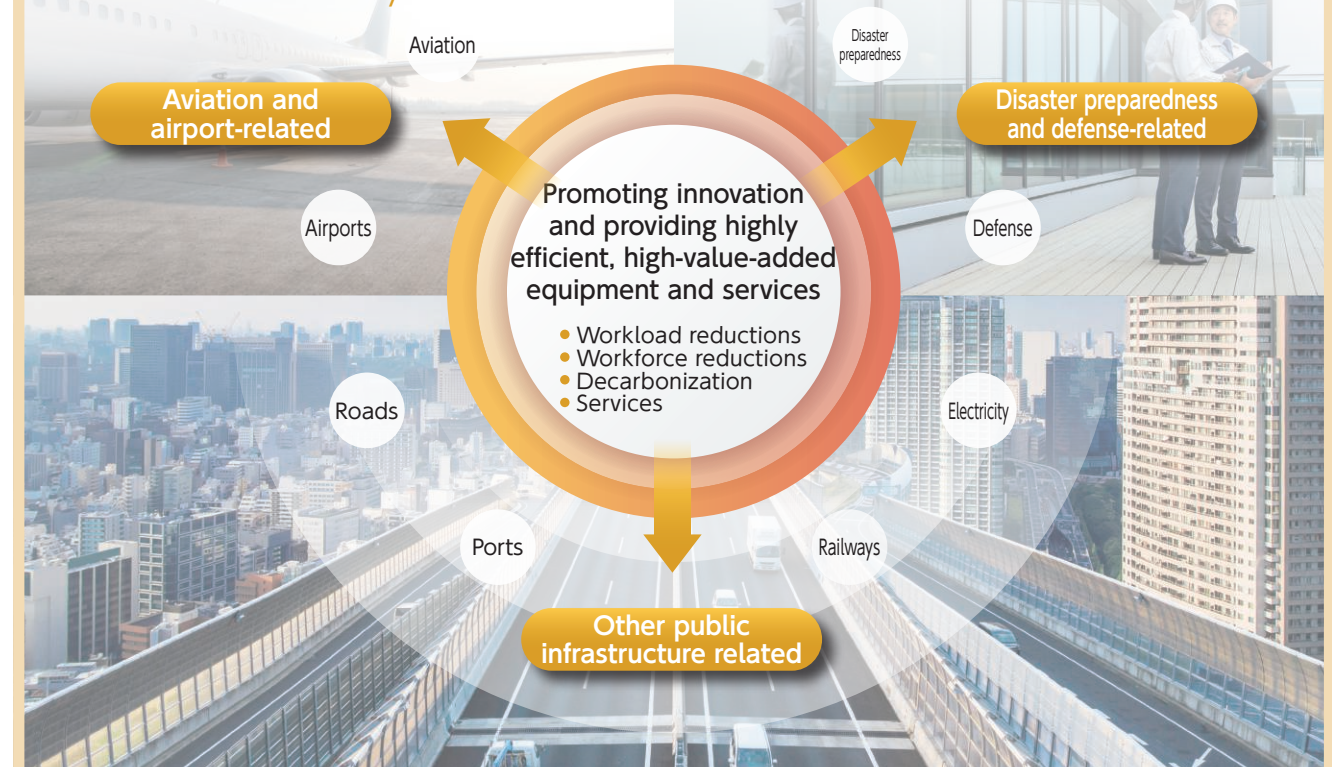 Aviation
Disaster
preparedness
Aviation and
airport-related
Disaster preparedness
and defense-related
Airports
Defense
Promoting innovation
and providing highly
efficient, high-value-added
equipment and services
• Workload reductions
• Workforce reductions
• Decarbonization
• Services
Roads
Electricity
Ports
Railways
Other public
infrastructure related